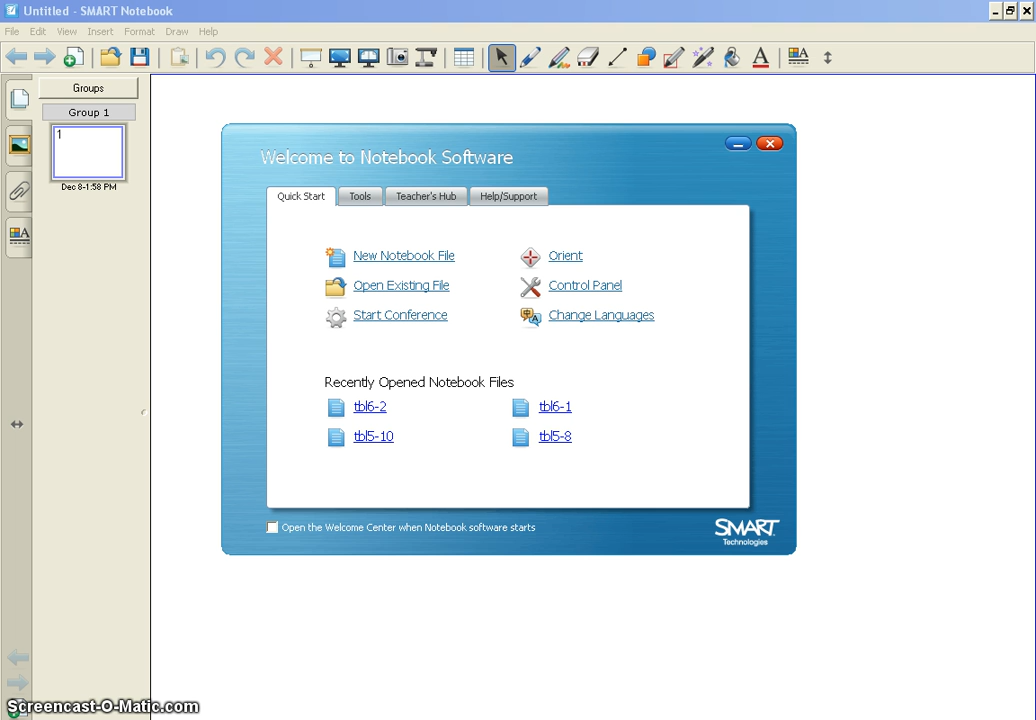 Untitled - SMART Notebook
File Edit View Insert Format Draw Help
Groups
Group 1
1
Dec 8-1:58 PM
Welcome to Notebook Software
Quick Start Tools Teacher's Hub Help/Support
New Notebook File Orient
Open Existing File Control Panel
Start Conference Change Languages
Recently Opened Notebook Files
tbl6-2 tbl6-1
tbl5-10 tbl5-8
Open the Welcome Center when Notebook software starts
SMART
Technologies
Screencast-O-Matic.com